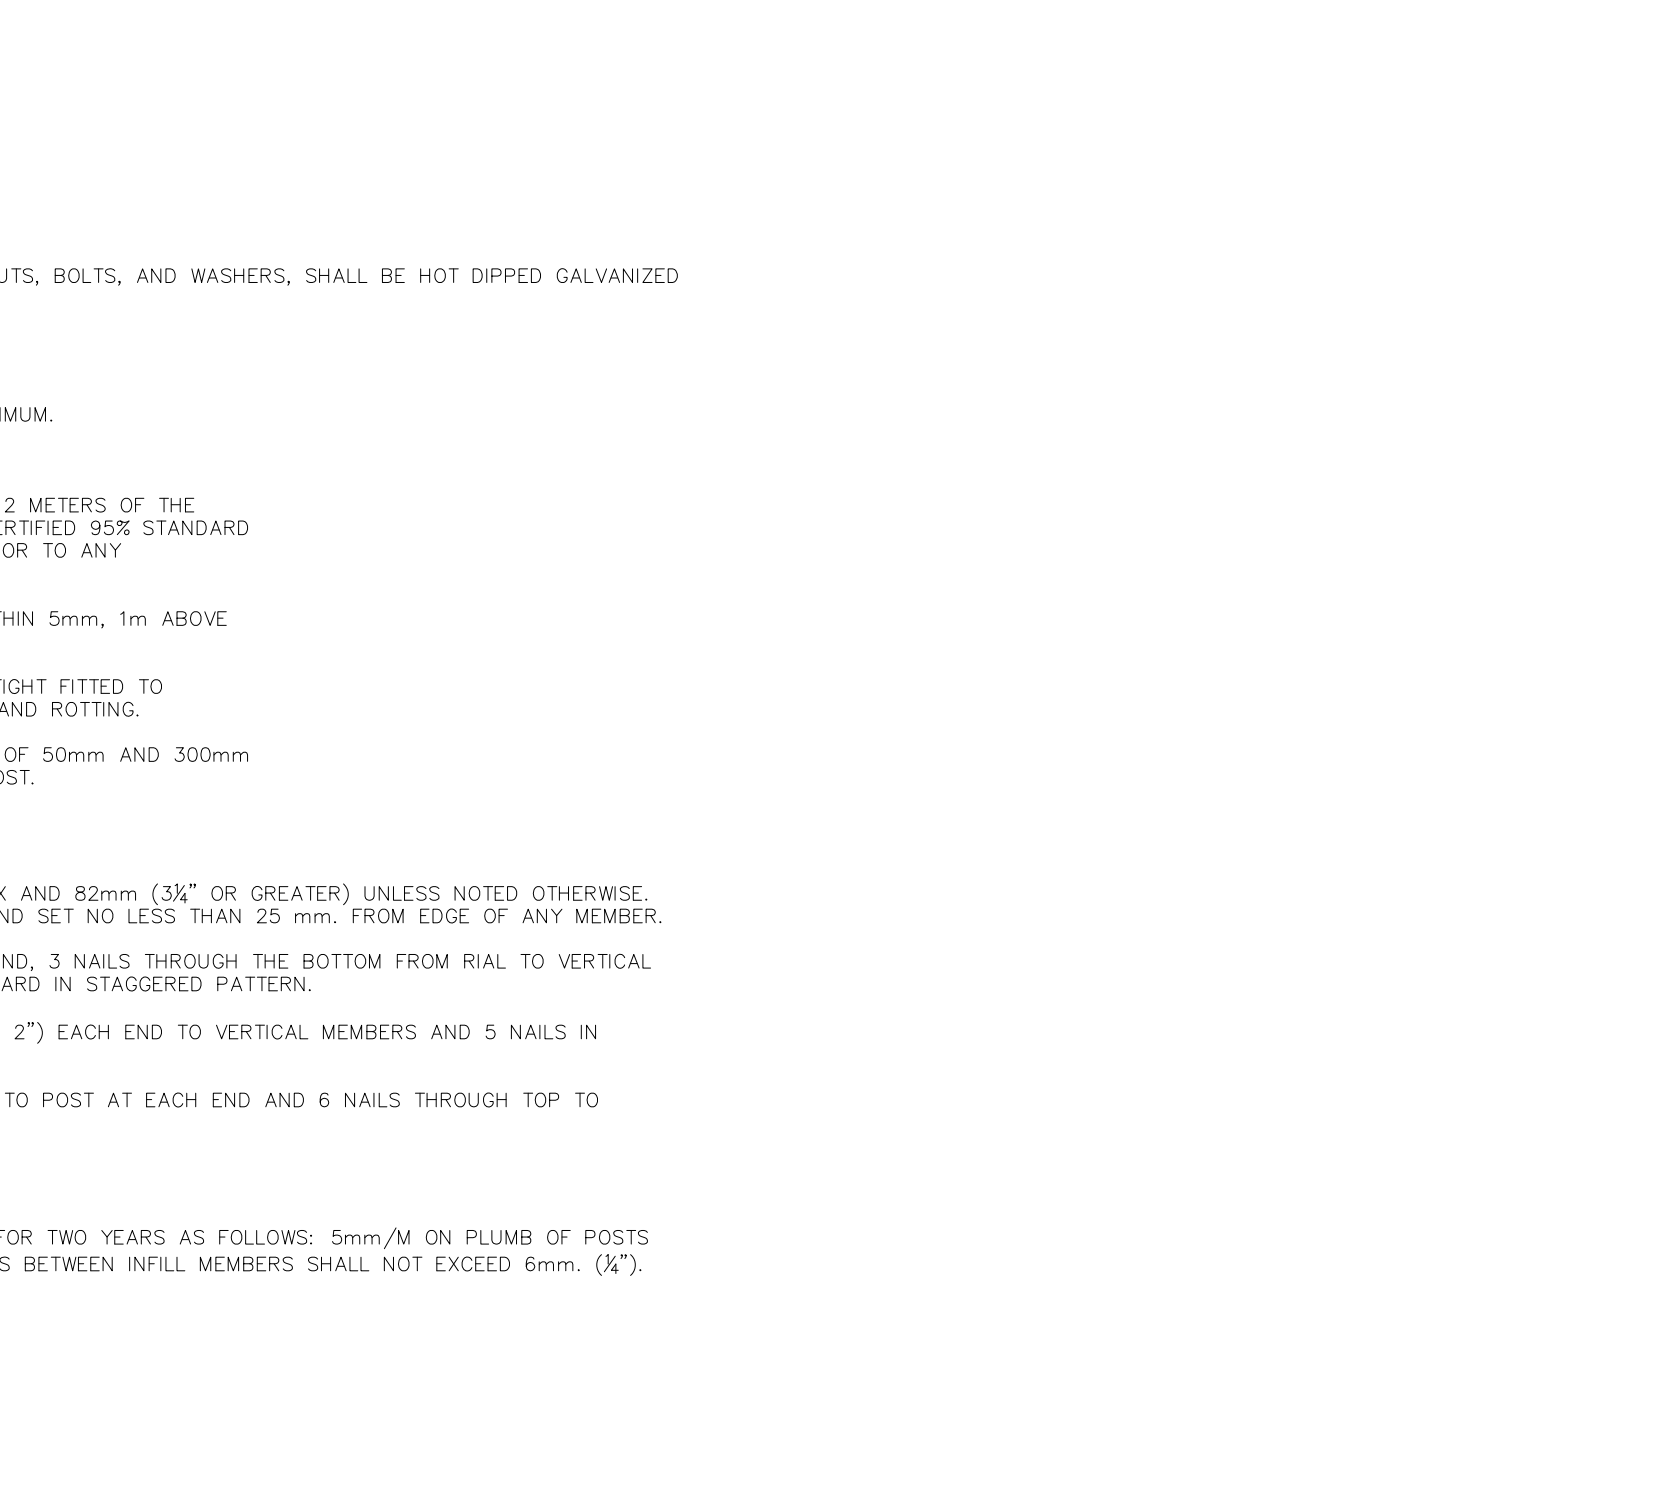 UTS, BOLTS, AND WASHERS, SHALL BE HOT DIPPED GALVANIZED
IMUM.
2 METERS OF THE
ERTIFIED 95% STANDARD
OR TO ANY
THIN 5mm, 1m ABOVE
TIGHT FITTED TO
AND ROTTING.
OF 50mm AND 300mm
OST.
X AND 82mm (3¼” OR GREATER) UNLESS NOTED OTHERWISE.
ND SET NO LESS THAN 25 mm. FROM EDGE OF ANY MEMBER.
ND, 3 NAILS THROUGH THE BOTTOM FROM RIAL TO VERTICAL
ARD IN STAGGERED PATTERN.
2”) EACH END TO VERTICAL MEMBERS AND 5 NAILS IN
TO POST AT EACH END AND 6 NAILS THROUGH TOP TO
FOR TWO YEARS AS FOLLOWS: 5mm/M ON PLUMB OF POSTS
S BETWEEN INFILL MEMBERS SHALL NOT EXCEED 6mm. (¼”).